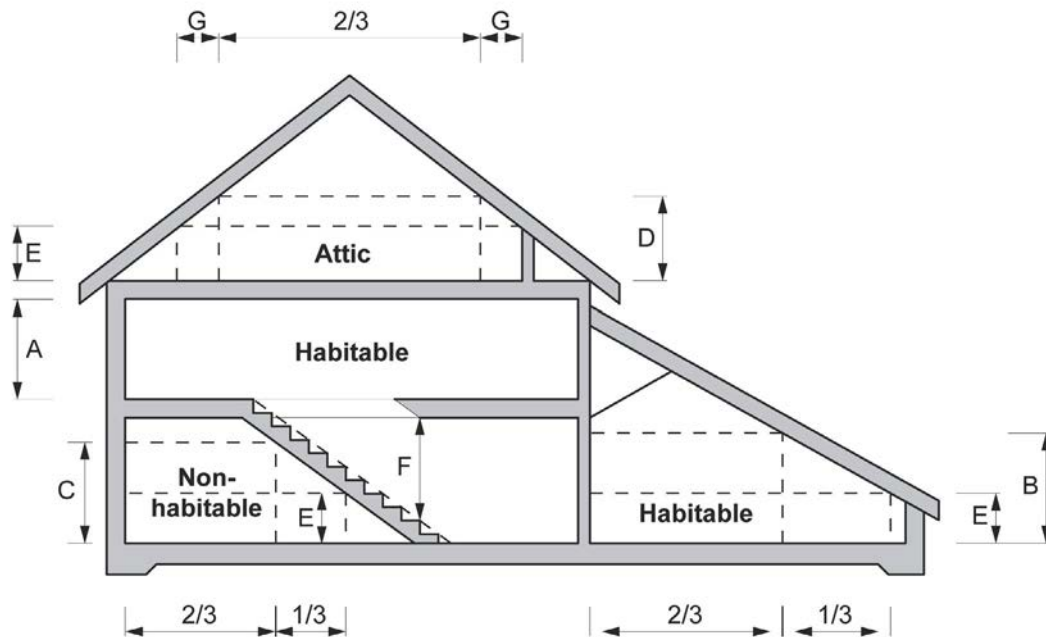 G 2/3 G
D
E
Attic
A
Habitable
F
C
Non-
habitable
E
B
Habitable
E
2/3 1/3 2/3 1/3